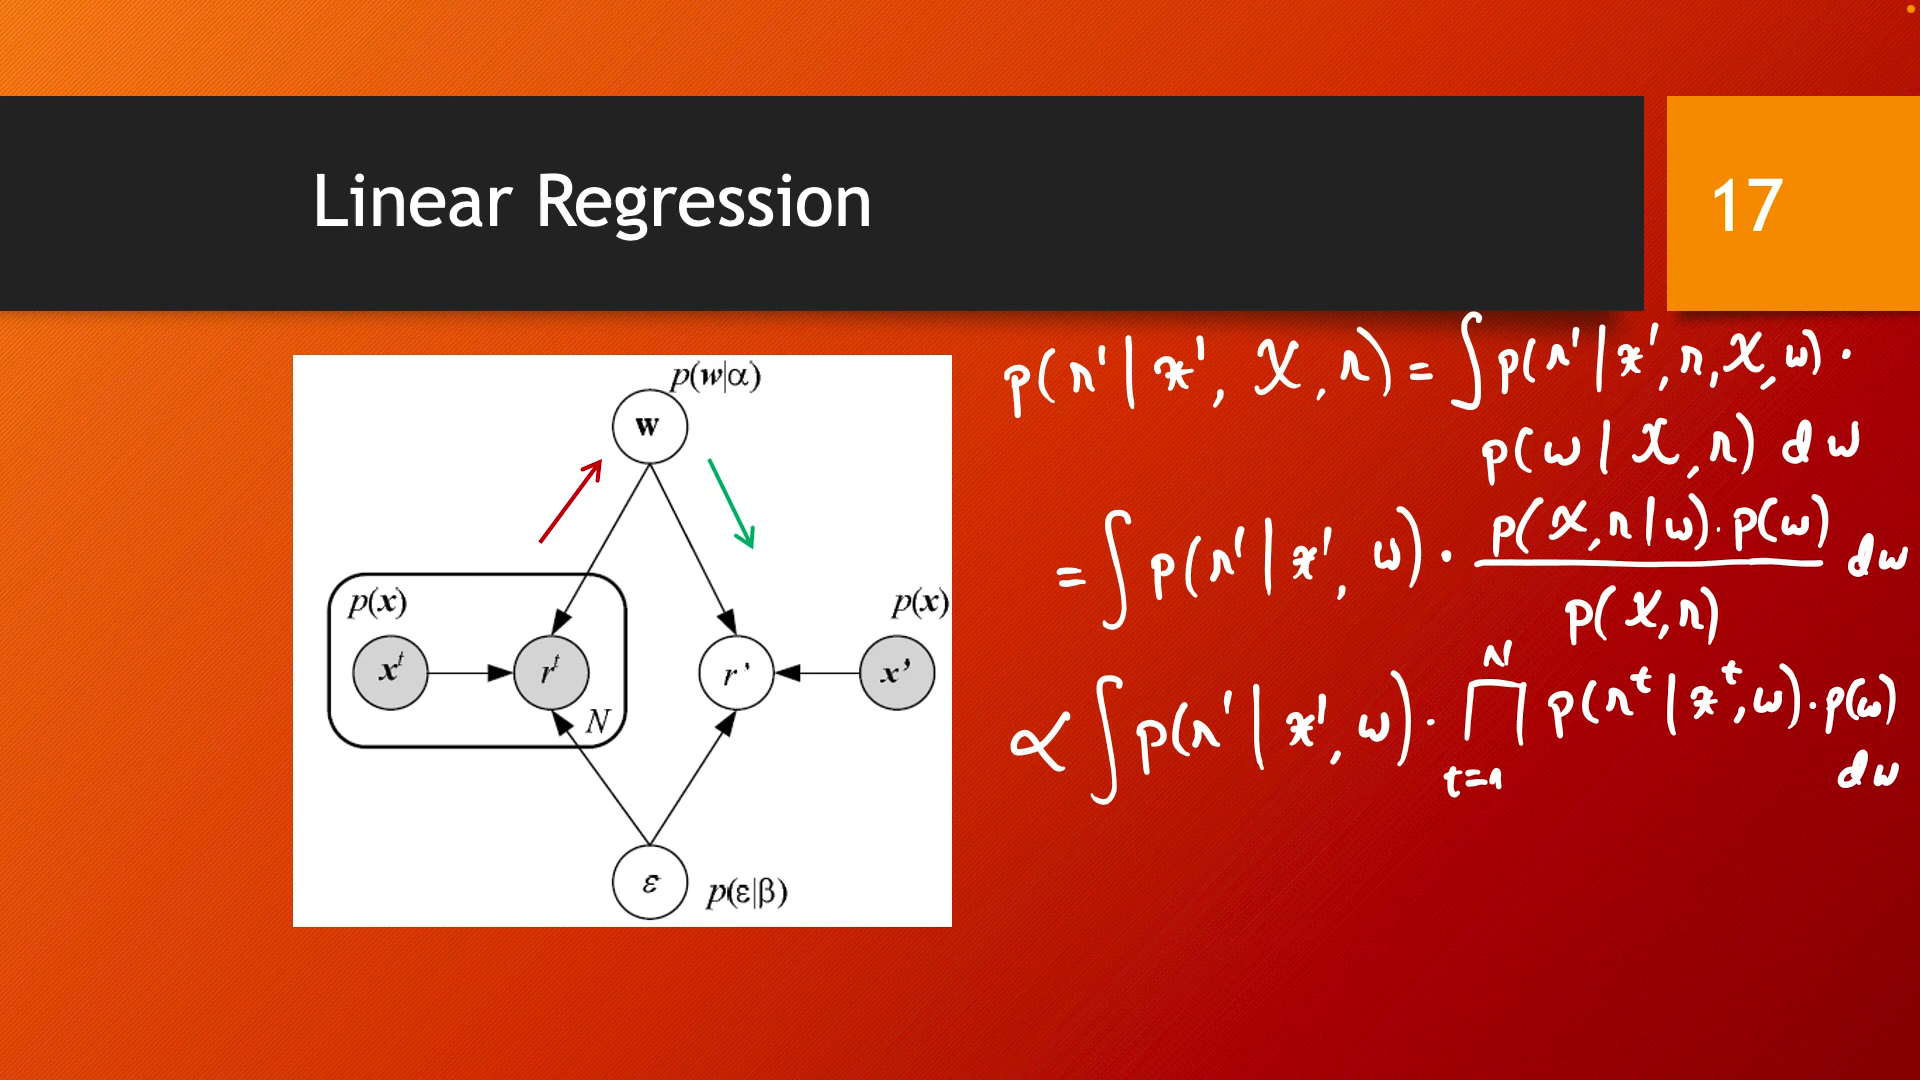 Linear Regression
17
p(w|α)
w
p(x)
x^t
r^t
N
r'
x'
p(x)
ε
p(ε|β)
p(r'|x', X, r) = ∫p(r'|x', r, X, w) ·
p(w|X, r) dw
= ∫p(r'|x', w) · p(X, r|w) · p(w) / p(X, r) dw
∝ ∫p(r'|x', w) · ∏_{t=1}^{N} p(r^t|x^t, w) · p(w)
dw